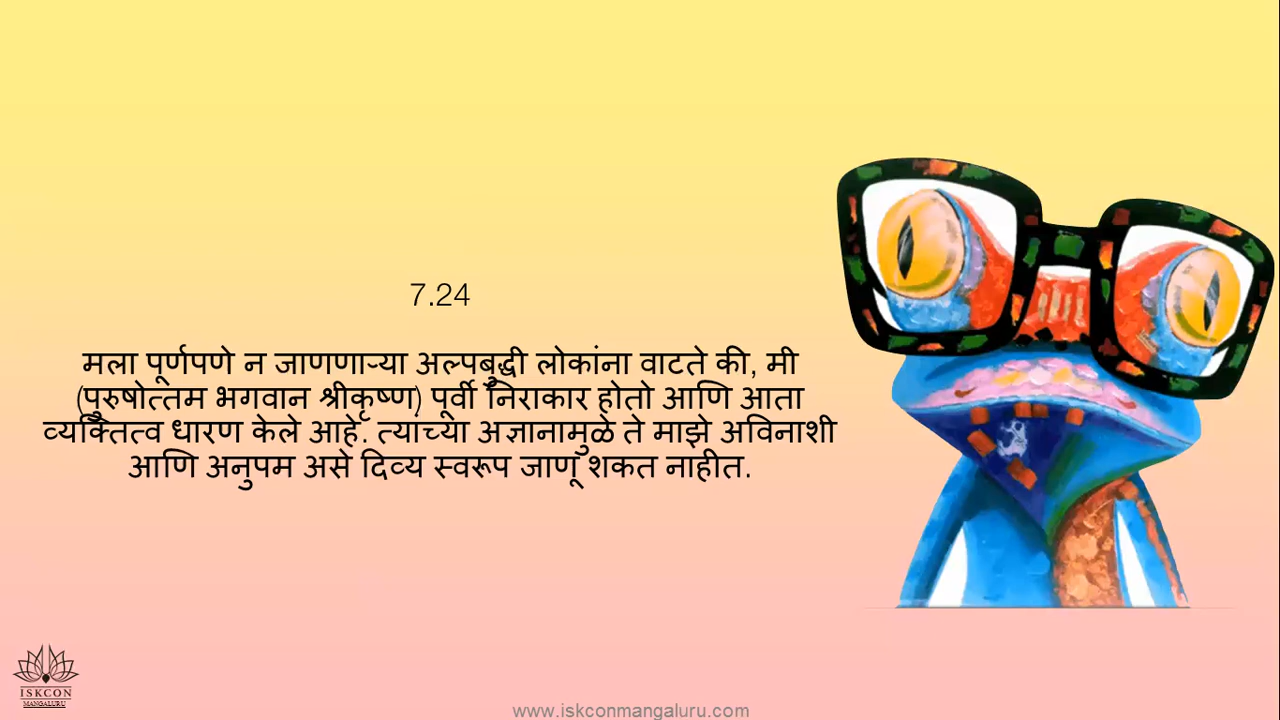 7.24
मला पूर्णपणे न जाणणाऱ्या अल्पबुद्धी लोकांना वाटते की, मी
(पुरुषोत्तम भगवान श्रीकृष्ण) पूर्वी निराकार होतो आणि आता
व्यक्तित्व धारण केले आहे. त्यांच्या अज्ञानामुळे ते माझे अविनाशी
आणि अनुपम असे दिव्य स्वरूप जाणू शकत नाहीत.
ISKCON
MANGALURU
www.iskconmangaluru.com